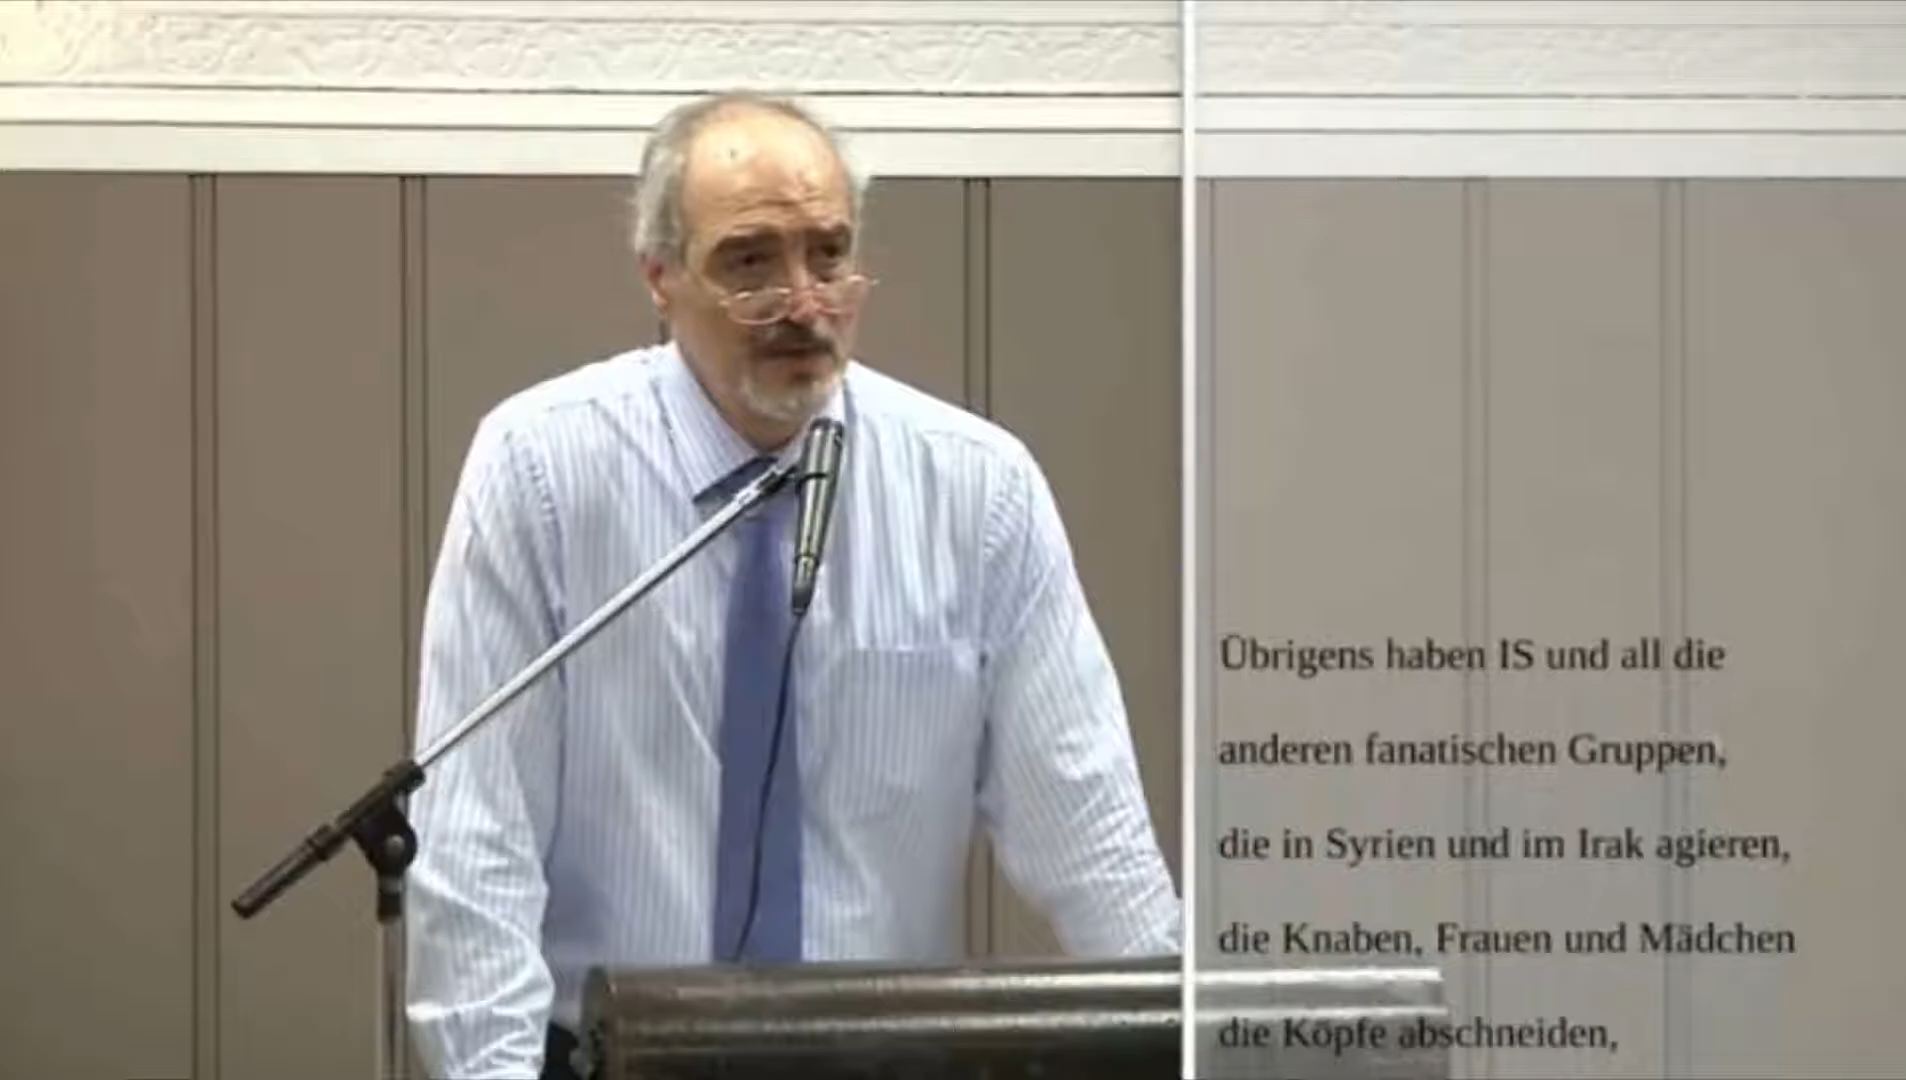 Übrigens haben IS und all die
anderen fanatischen Gruppen,
die in Syrien und im Irak agieren,
die Knaben, Frauen und Mädchen
die Köpfe abschneiden,